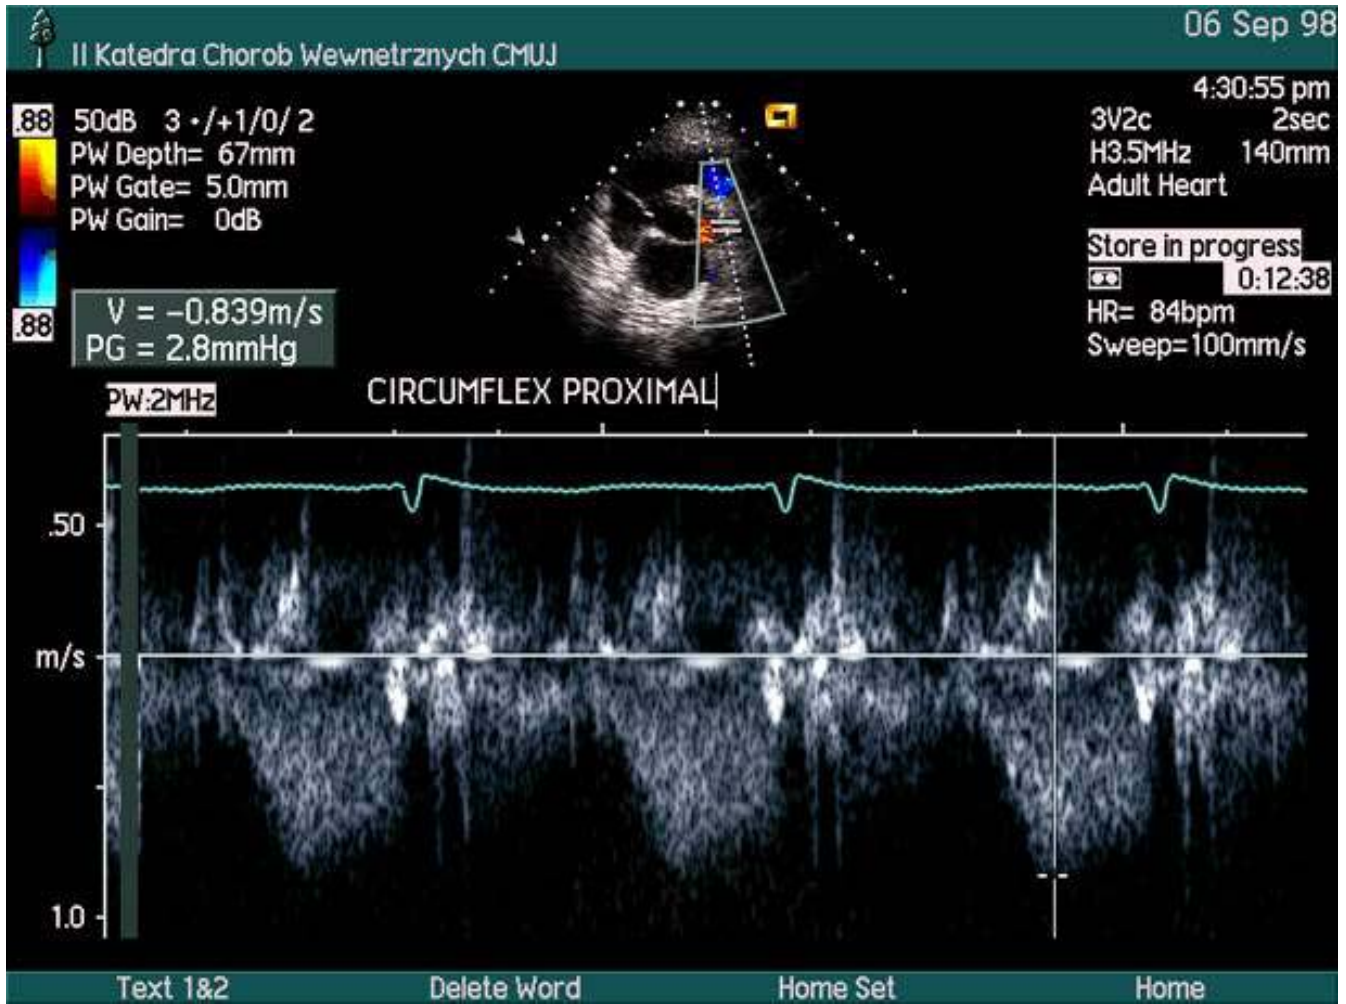 06 Sep 98
II Katedra Chorob Wewnetrznych CMUJ
4:30:55 pm
3V2c 2sec
H3.5MHz 140mm
Adult Heart
Store in progress
0:12:38
HR= 84bpm
Sweep=100mm/s
.88 50dB 3 •/+1/0/ 2
PW Depth= 67mm
PW Gate= 5.0mm
PW Gain= 0dB
.88
V = -0.839m/s
PG = 2.8mmHg
PW:2MHz
CIRCUMFLEX PROXIMAL
.50
m/s
1.0
Text 1&2 Delete Word Home Set Home